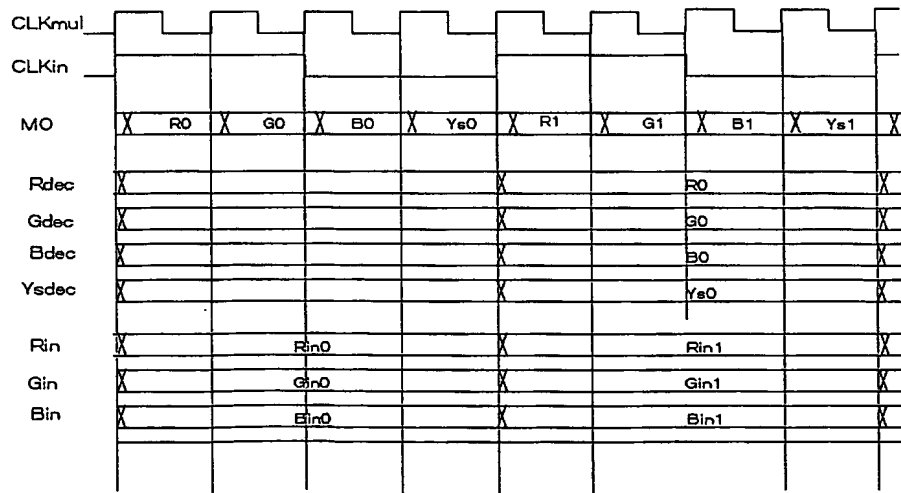 CLKmul
CLKin
MO R0 G0 B0 Ys0 R1 G1 B1 Ys1
Rdec R0
Gdec G0
Bdec B0
Ysdec Ys0
Rin Rin0 Rin1
Gin Gin0 Gin1
Bin Bin0 Bin1